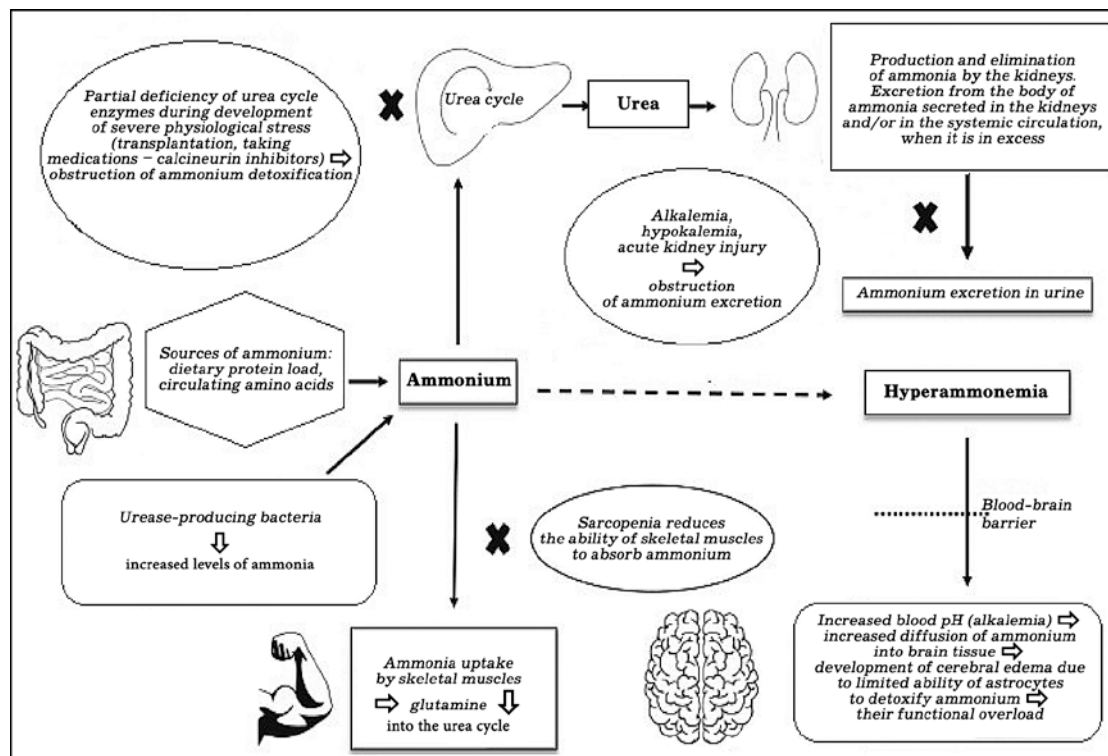 Partial deficiency of urea cycle
enzymes during development
of severe physiological stress
(transplantation, taking
medications – calcineurin inhibitors) ⇨
obstruction of ammonium detoxification
Urea cycle
Urea
Production and elimination
of ammonia by the kidneys.
Excretion from the body of
ammonia secreted in the kidneys
and/or in the systemic circulation,
when it is in excess
Alkalemia,
hypokalemia,
acute kidney injury
⇨
obstruction
of ammonium excretion
Ammonium excretion in urine
Sources of ammonium:
dietary protein load,
circulating amino acids
Ammonium
Hyperammonemia
Urease-producing bacteria
⇩
increased levels of ammonia
Sarcopenia reduces
the ability of skeletal muscles
to absorb ammonium
Blood-brain
barrier
Ammonia uptake
by skeletal muscles
⇨ glutamine ⇩
into the urea cycle
Increased blood pH (alkalemia) ⇨
increased diffusion of ammonium
into brain tissue ⇨
development of cerebral edema due
to limited ability of astrocytes
to detoxify ammonium ⇨
their functional overload